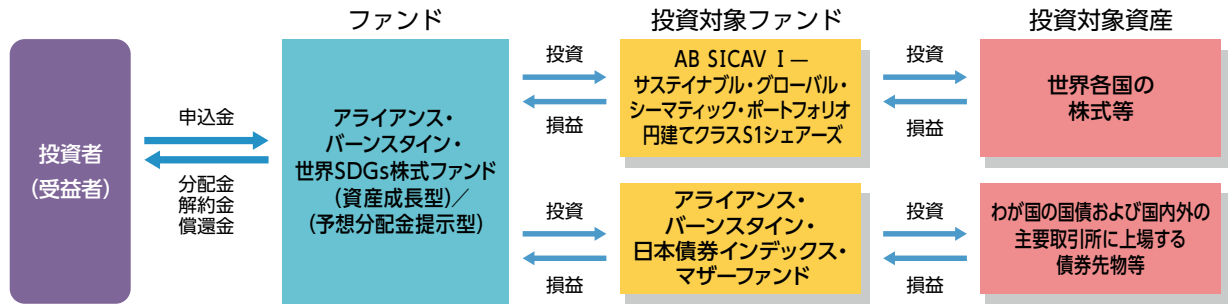 ファンド
投資対象ファンド
投資対象資産
投資者
(受益者)
申込金
分配金
解約金
償還金
アライアンス・
バーンスタイン・
世界SDGs株式ファンド
(資産成長型)／
(予想分配金提示型)
投資
損益
AB SICAV Ⅰ－
サステイナブル・グローバル・
シーマティック・ポートフォリオ
円建てクラスS1シェアーズ
投資
損益
世界各国の
株式等
投資
損益
アライアンス・
バーンスタイン・
日本債券インデックス・
マザーファンド
投資
損益
わが国の国債および国内外の
主要取引所に上場する
債券先物等